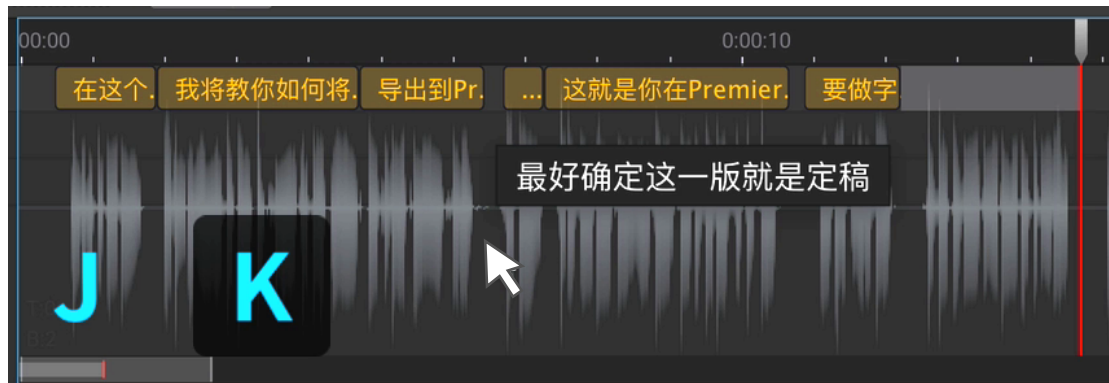 00:00
0:00:10
在这个.
我将教你如何将.
导出到Pr.
...
这就是你在Premier.
要做字
最好确定这一版就是定稿
J
K